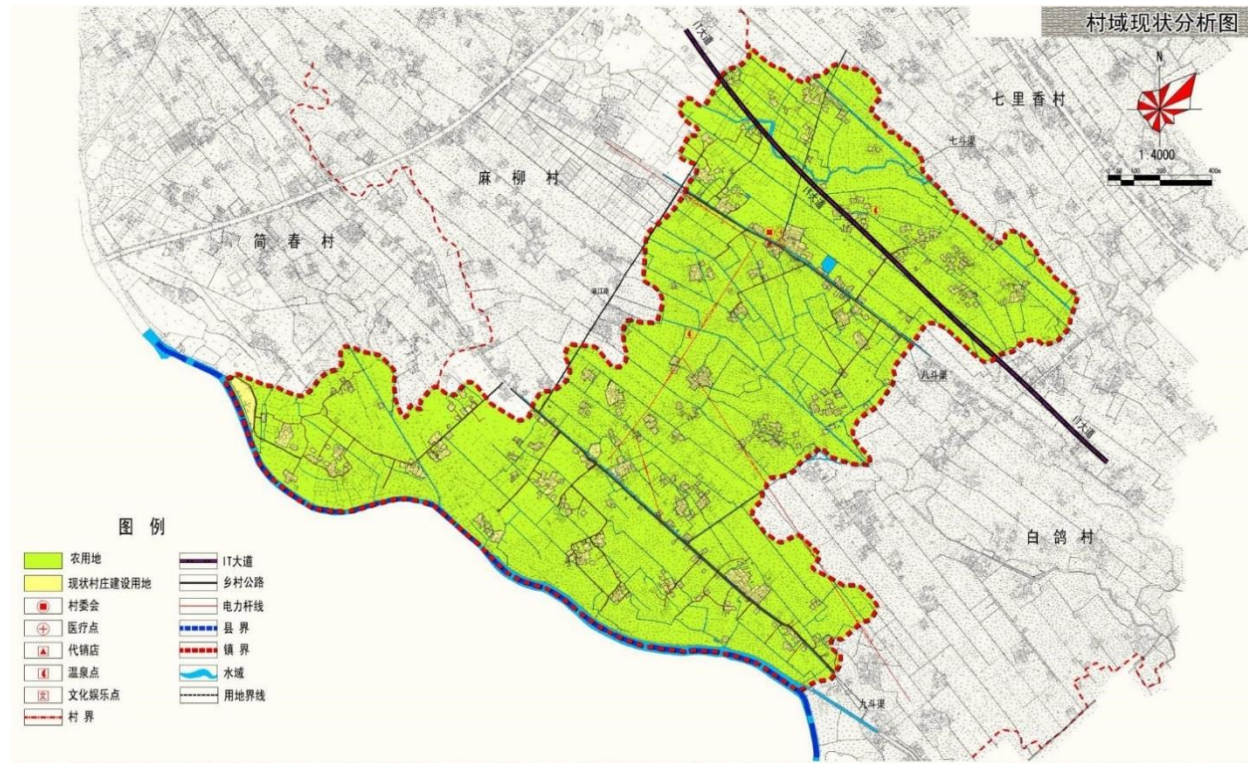 村域现状分析图
IT大道
N
七里香村
七斗渠
1:4000
麻柳村
IT大道
简春村
八斗渠
IT大道
白鸽村
图例
农用地
IT大道
现状村庄建设用地
乡村公路
村委会
电力杆线
医疗点
县界
代销店
镇界
温泉点
水域
文化娱乐点
文
用地界线
村界
九斗渠